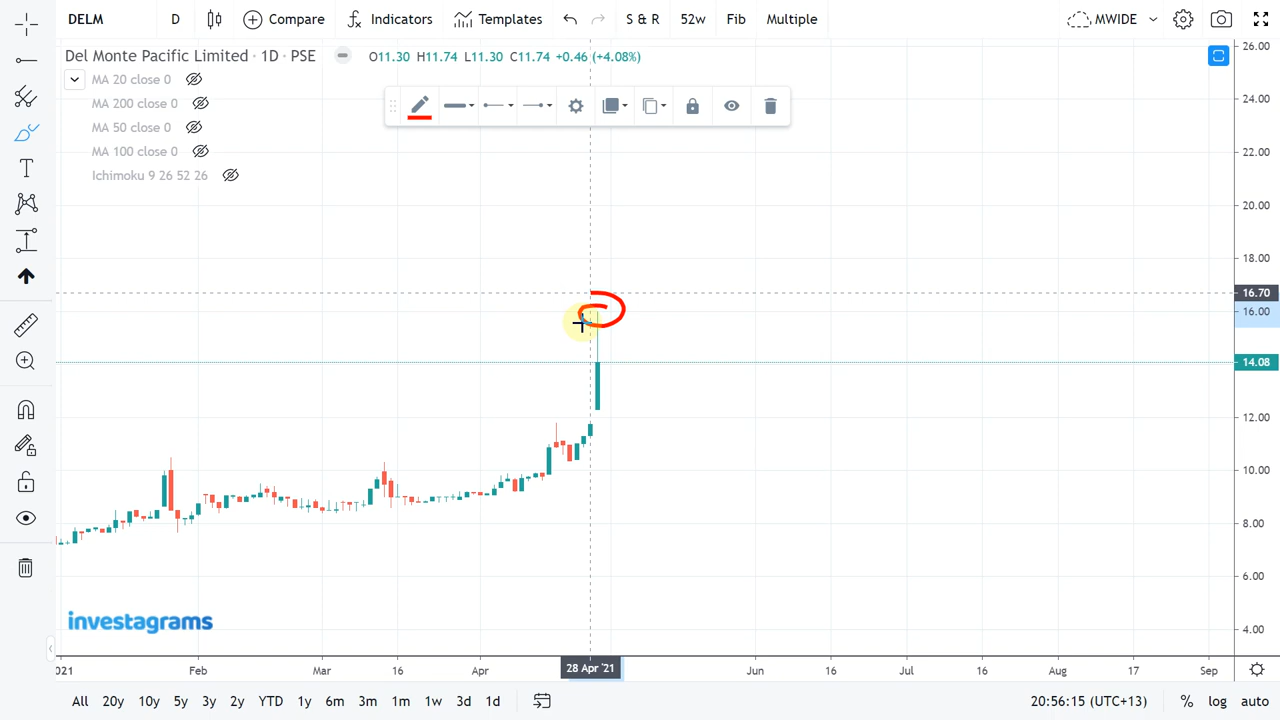 DELM D Compare Indicators Templates S & R 52w Fib Multiple MWIDE
Del Monte Pacific Limited · 1D · PSE O11.30 H11.74 L11.30 C11.74 +0.46 (+4.08%)
MA 20 close 0
MA 200 close 0
MA 50 close 0
MA 100 close 0
Ichimoku 9 26 52 26
26.00
24.00
22.00
20.00
18.00
16.70
16.00
14.08
12.00
10.00
8.00
6.00
4.00
investagrams
2021 Feb Mar 16 Apr 28 Apr '21 Jun 16 Jul 16 Aug 17 Sep
All 20y 10y 5y 3y 2y YTD 1y 6m 3m 1m 1w 3d 1d 20:56:15 (UTC+13) % log auto